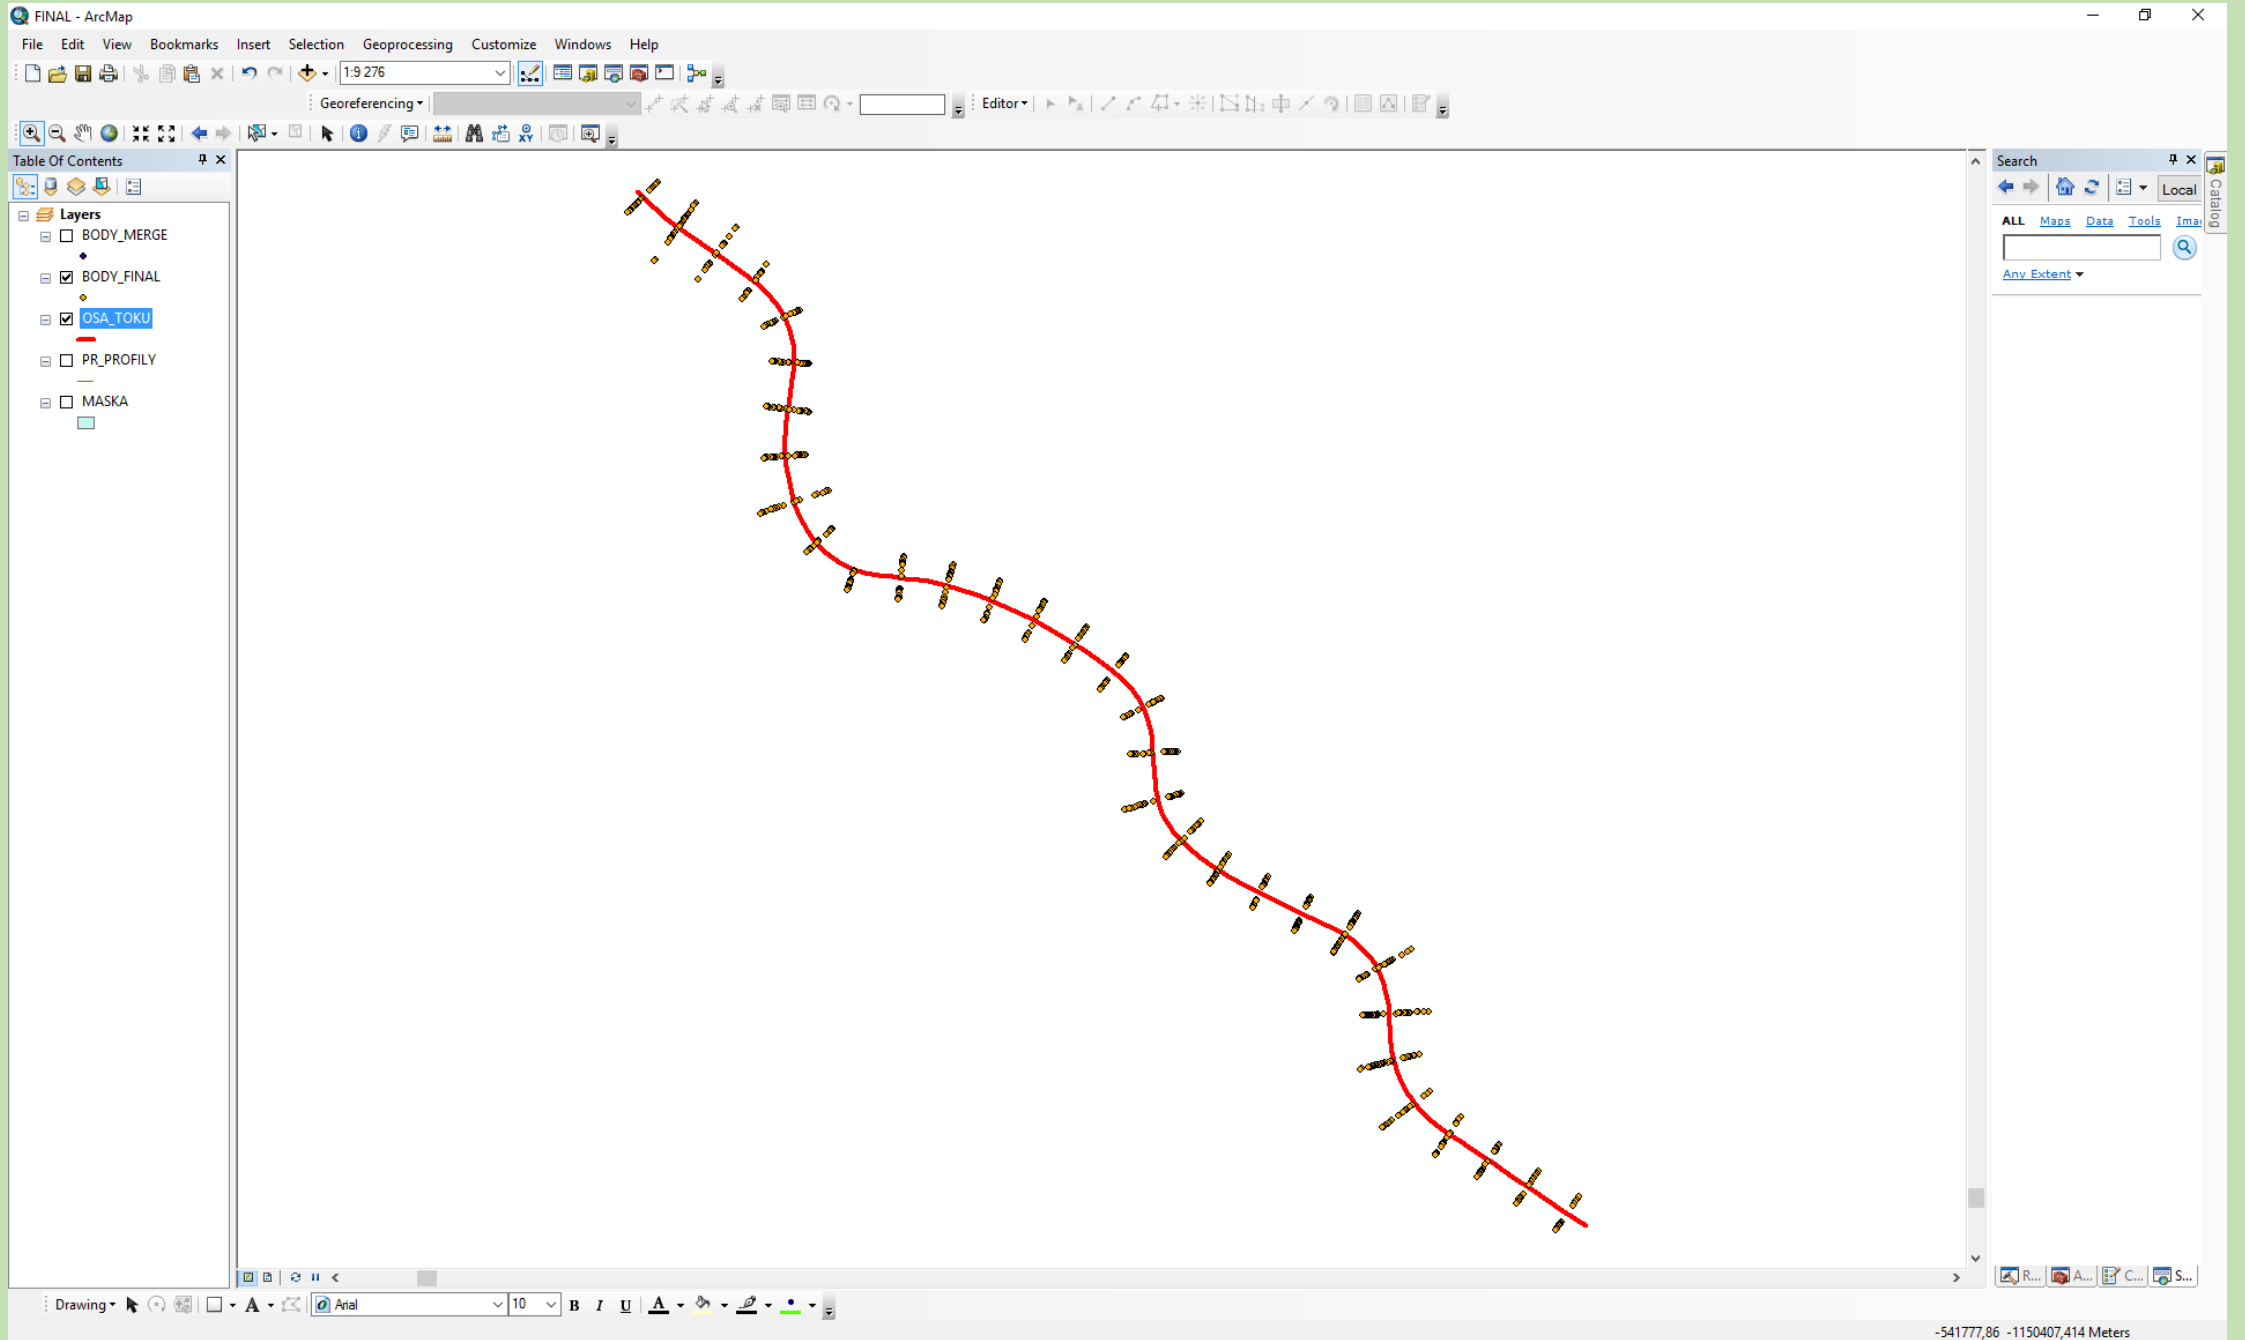 FINAL - ArcMap
File Edit View Bookmarks Insert Selection Geoprocessing Customize Windows Help
1:9 276
Georeferencing Editor
Table Of Contents
Layers
BODY_MERGE
BODY_FINAL
OSA_TOKU
PR_PROFILY
MASKA
Search
Local
ALL Maps Data Tools Ima
Any Extent
Catalog
R... A... C... S...
Drawing A Arial 10 B I U A
-541777,86 -1150407,414 Meters